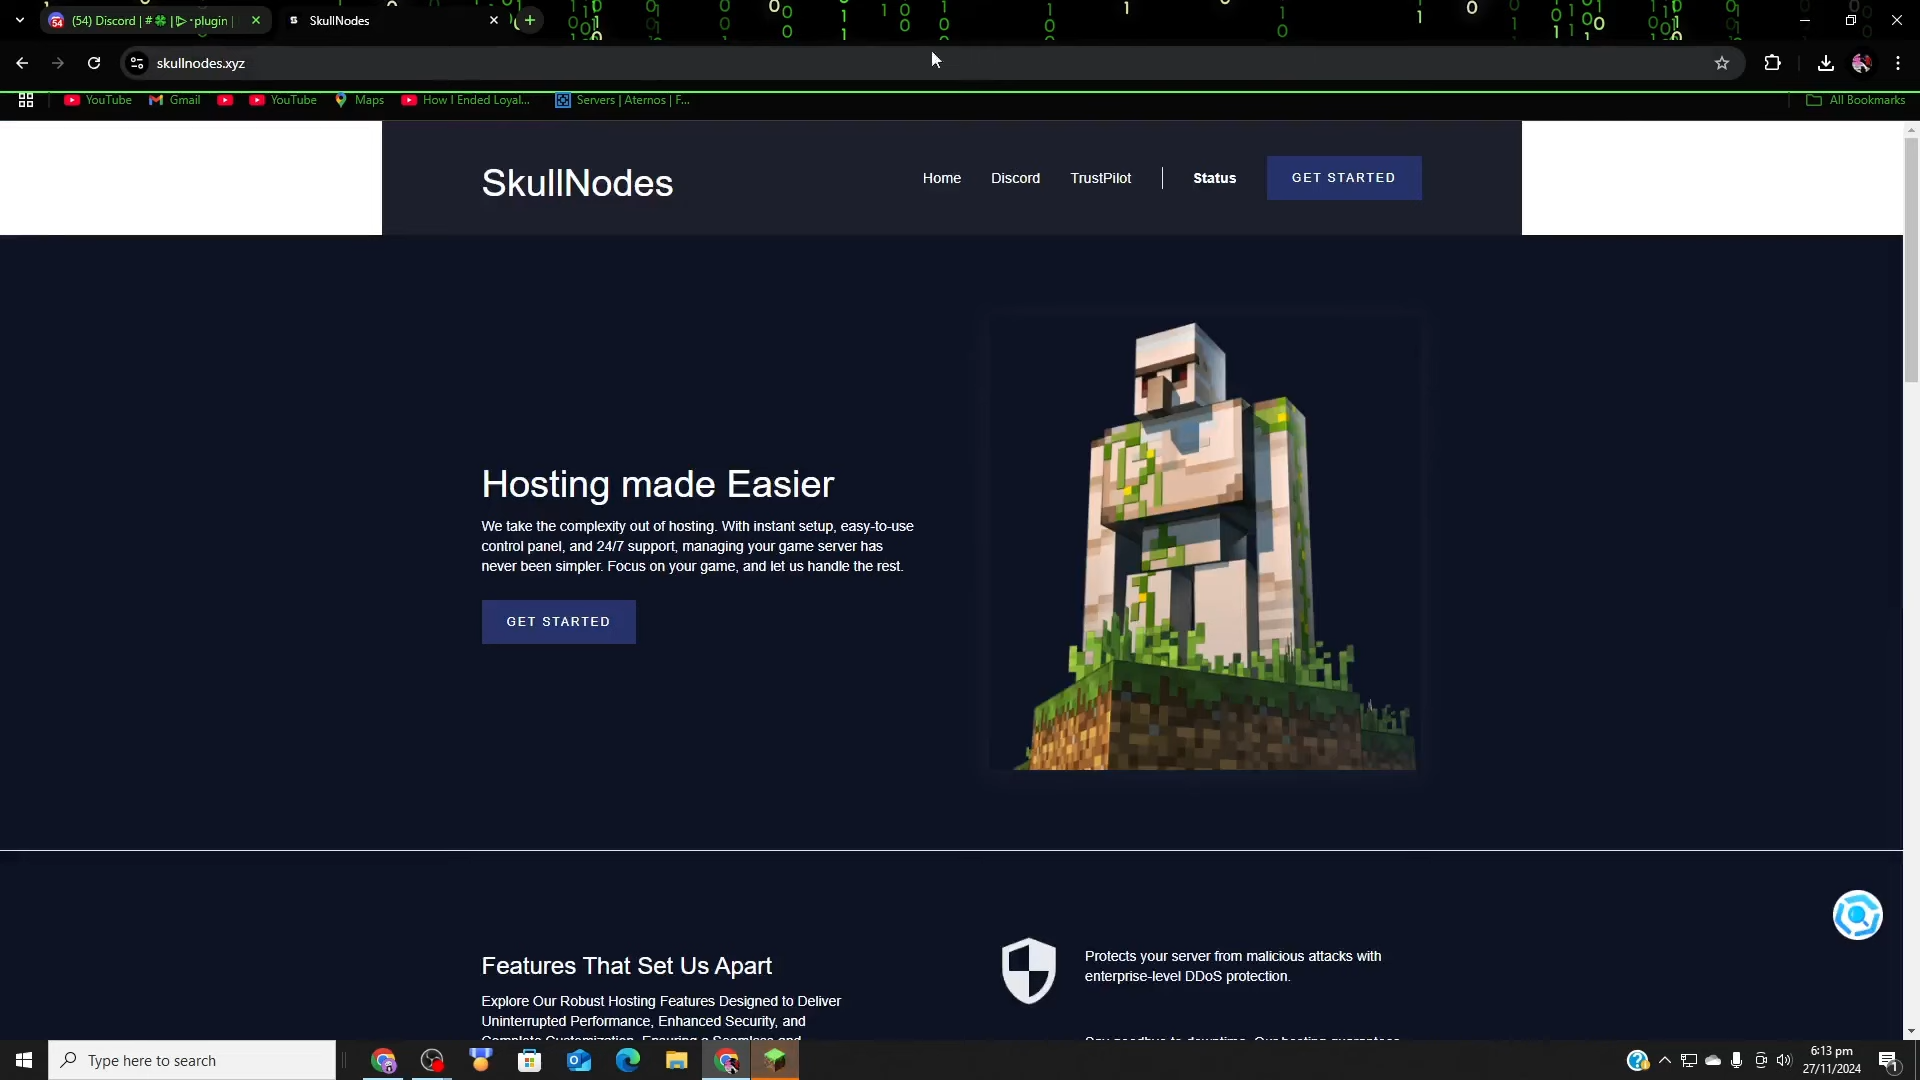 (54) Discord | # 🍀 | ▷・plugin |
SkullNodes
skullnodes.xyz
YouTube
Gmail
YouTube
Maps
How I Ended Loyal...
Servers | Aternos | F...
All Bookmarks
SkullNodes
Home
Discord
TrustPilot
Status
GET STARTED
Hosting made Easier
We take the complexity out of hosting. With instant setup, easy-to-use
control panel, and 24/7 support, managing your game server has
never been simpler. Focus on your game, and let us handle the rest.
GET STARTED
Features That Set Us Apart
Explore Our Robust Hosting Features Designed to Deliver
Uninterrupted Performance, Enhanced Security, and
Protects your server from malicious attacks with
enterprise-level DDoS protection.
Type here to search
6:13 pm
27/11/2024
1